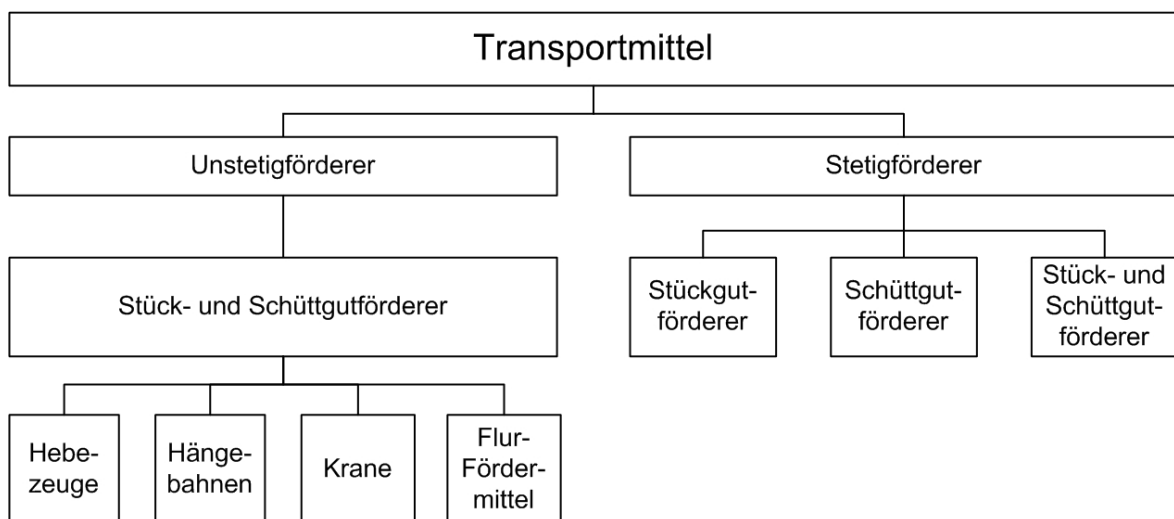 Transportmittel
Unstetigförderer
Stetigförderer
Stück- und Schüttgutförderer
Stückgut-
förderer
Schüttgut-
förderer
Stück- und
Schüttgut-
förderer
Hebe-
zeuge
Hänge-
bahnen
Krane
Flur-
Förder-
mittel